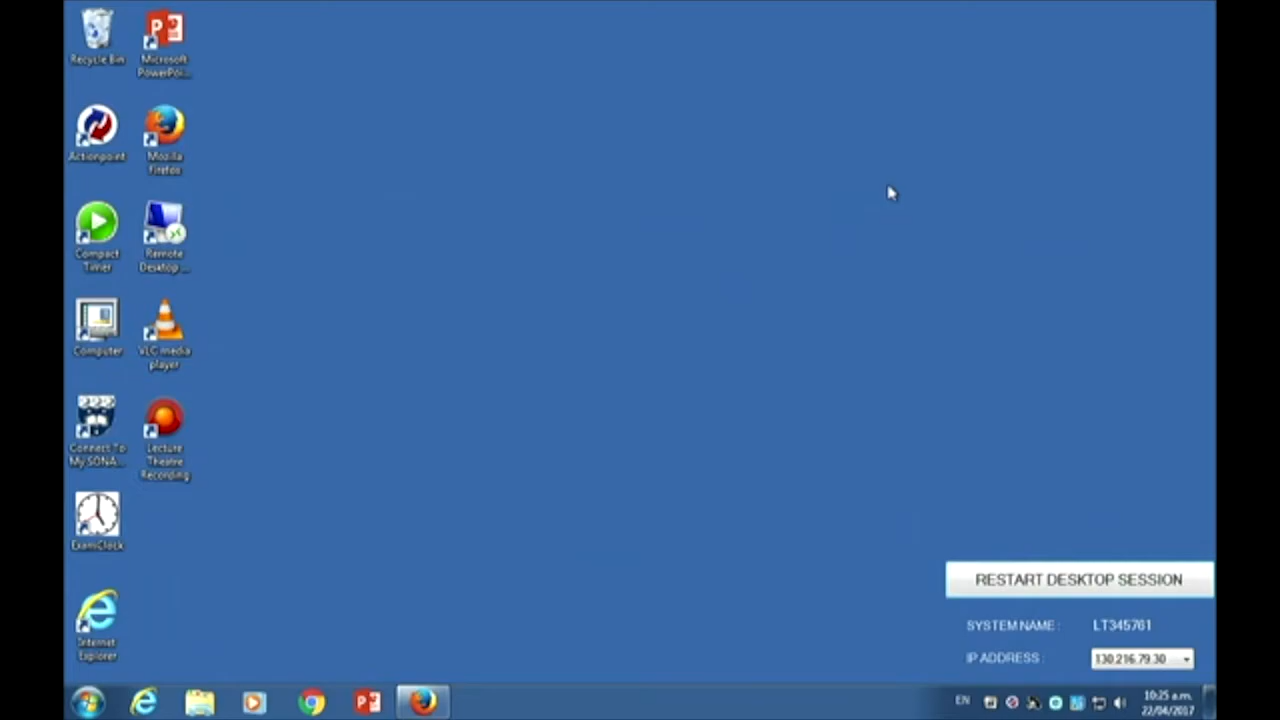 Recycle Bin
Microsoft
PowerPoi...
Actionpoint
Mozilla
Firefox
Compact
Timer
Remote
Desktop ...
Computer
VLC media
player
Connect To
My SONA...
Lecture
Theatre
Recording
ExamClock
Internet
Explorer
RESTART DESKTOP SESSION
SYSTEM NAME : LT345761
IP ADDRESS : 130.216.79.30
EN
10:25 a.m.
22/04/2017